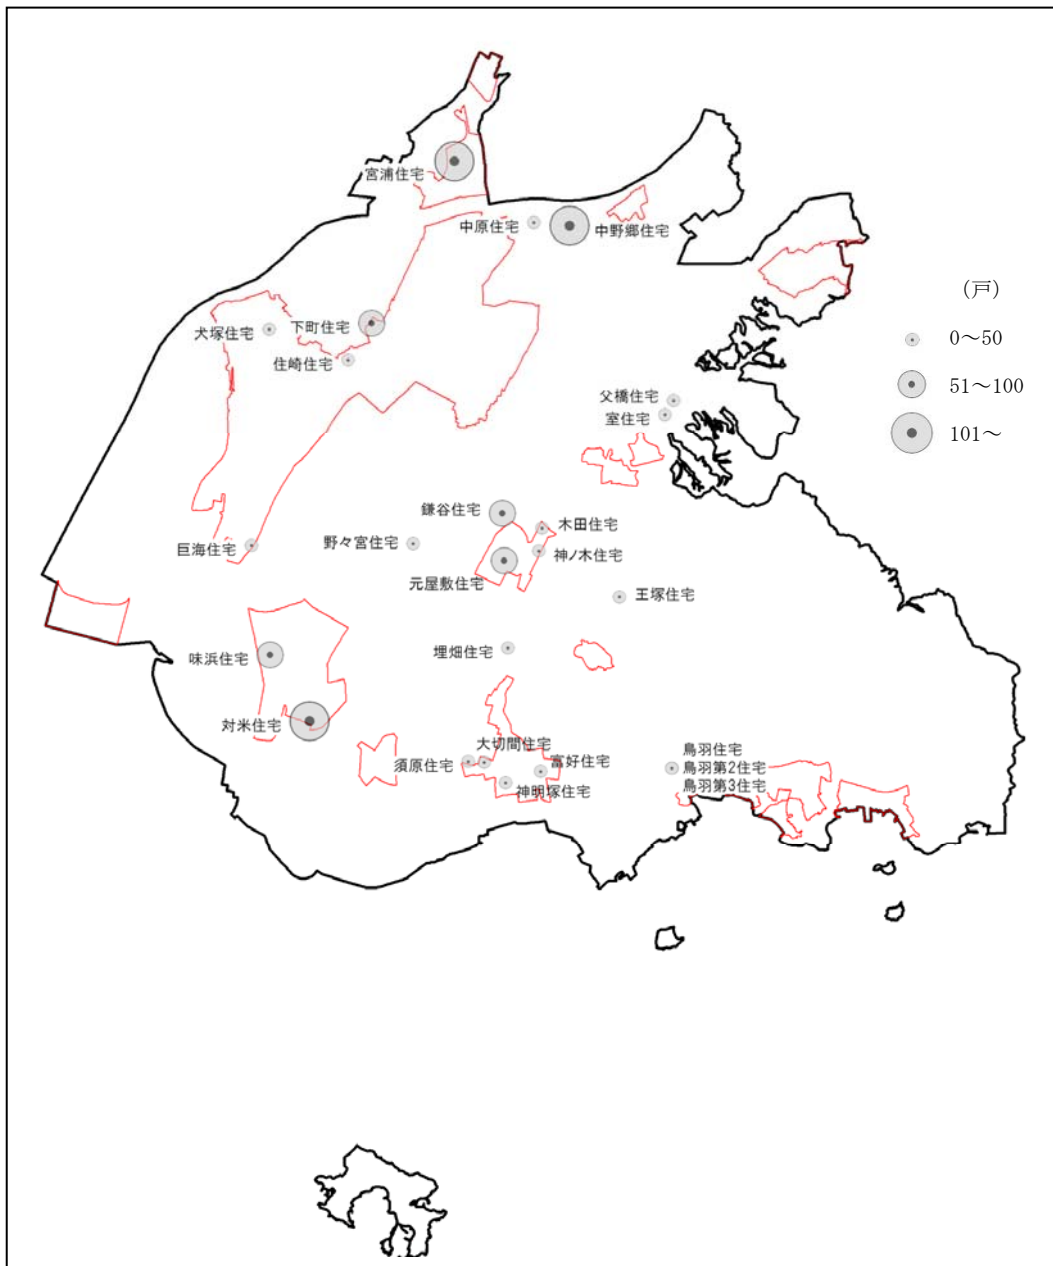 宮浦住宅
中原住宅
中野郷住宅
(戸)
犬塚住宅
下町住宅
0～50
住崎住宅
51～100
父橋住宅
室住宅
101～
鎌谷住宅
木田住宅
巨海住宅
野々宮住宅
神ノ木住宅
元屋敷住宅
王塚住宅
味浜住宅
埋畑住宅
対米住宅
大切間住宅
鳥羽住宅
須原住宅
富好住宅
鳥羽第2住宅
神明塚住宅
鳥羽第3住宅